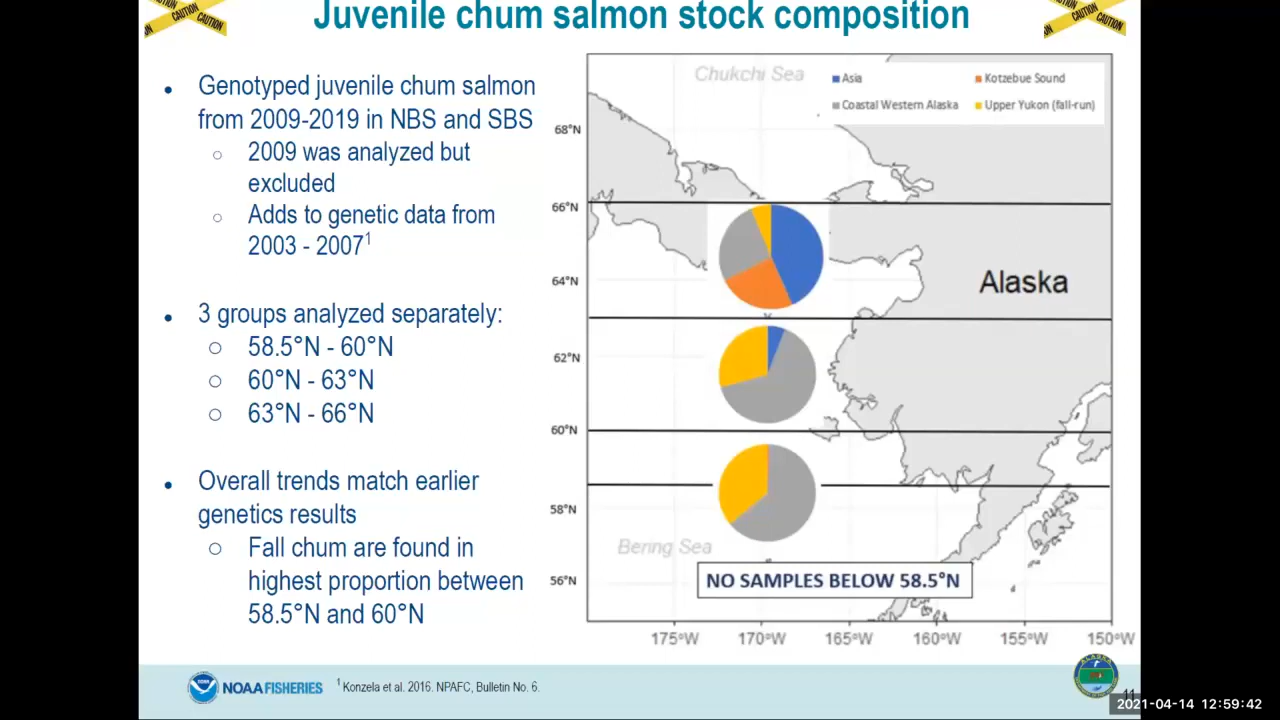 CAUTION
CAUTION
Juvenile chum salmon stock composition
• Genotyped juvenile chum salmon
from 2009-2019 in NBS and SBS
○ 2009 was analyzed but
excluded
○ Adds to genetic data from
2003 - 2007¹
• 3 groups analyzed separately:
○ 58.5°N - 60°N
○ 60°N - 63°N
○ 63°N - 66°N
• Overall trends match earlier
genetics results
○ Fall chum are found in
highest proportion between
58.5°N and 60°N
Chukchi Sea
Asia
Kotzebue Sound
Coastal Western Alaska
Upper Yukon (fall-run)
68°N
66°N
64°N
62°N
60°N
58°N
56°N
Alaska
Bering Sea
NO SAMPLES BELOW 58.5°N
175°W 170°W 165°W 160°W 155°W 150°W
NOAA FISHERIES
¹ Konzela et al. 2016. NPAFC, Bulletin No. 6.
ALASKA
11
2021-04-14 12:59:42